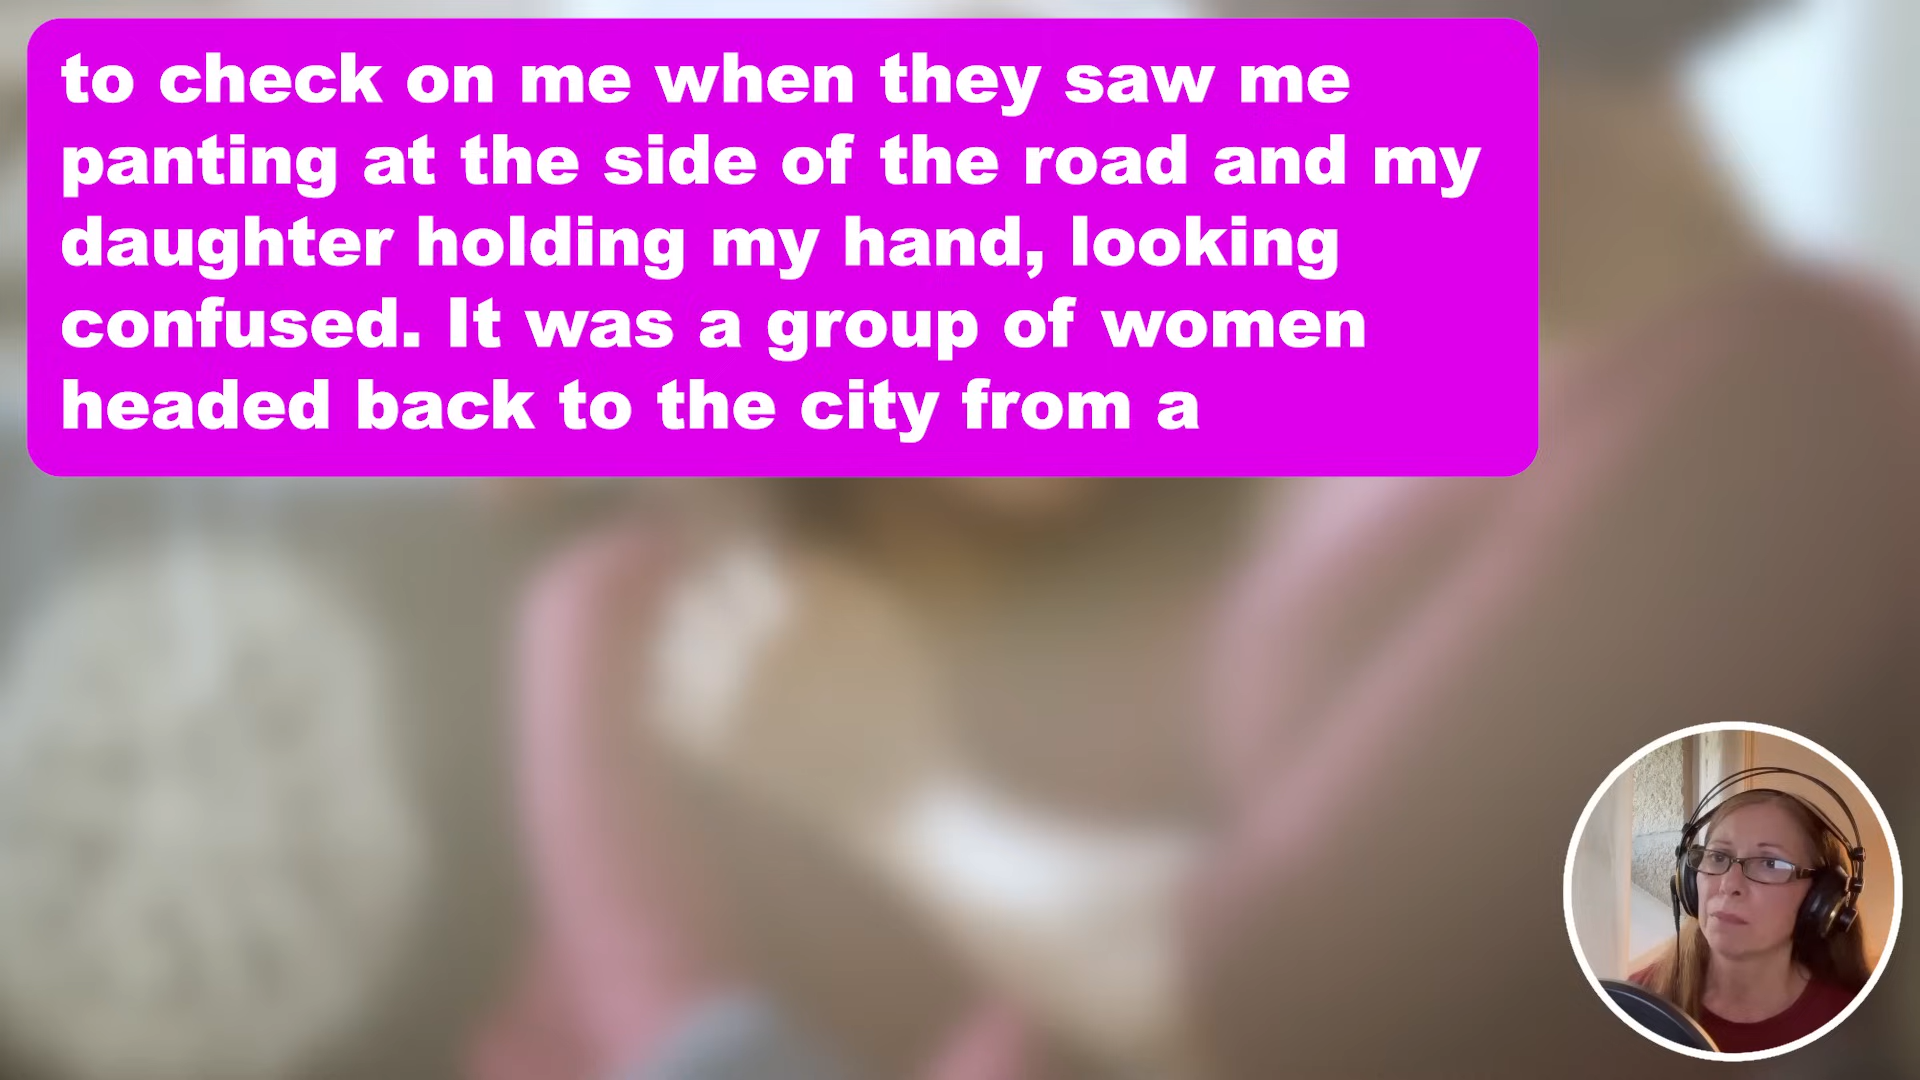 to check on me when they saw me
panting at the side of the road and my
daughter holding my hand, looking
confused. It was a group of women
headed back to the city from a